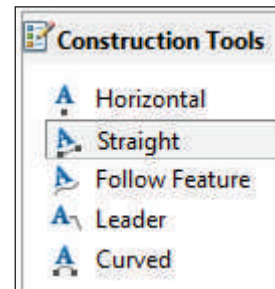 Construction Tools
Horizontal
Straight
Follow Feature
Leader
Curved